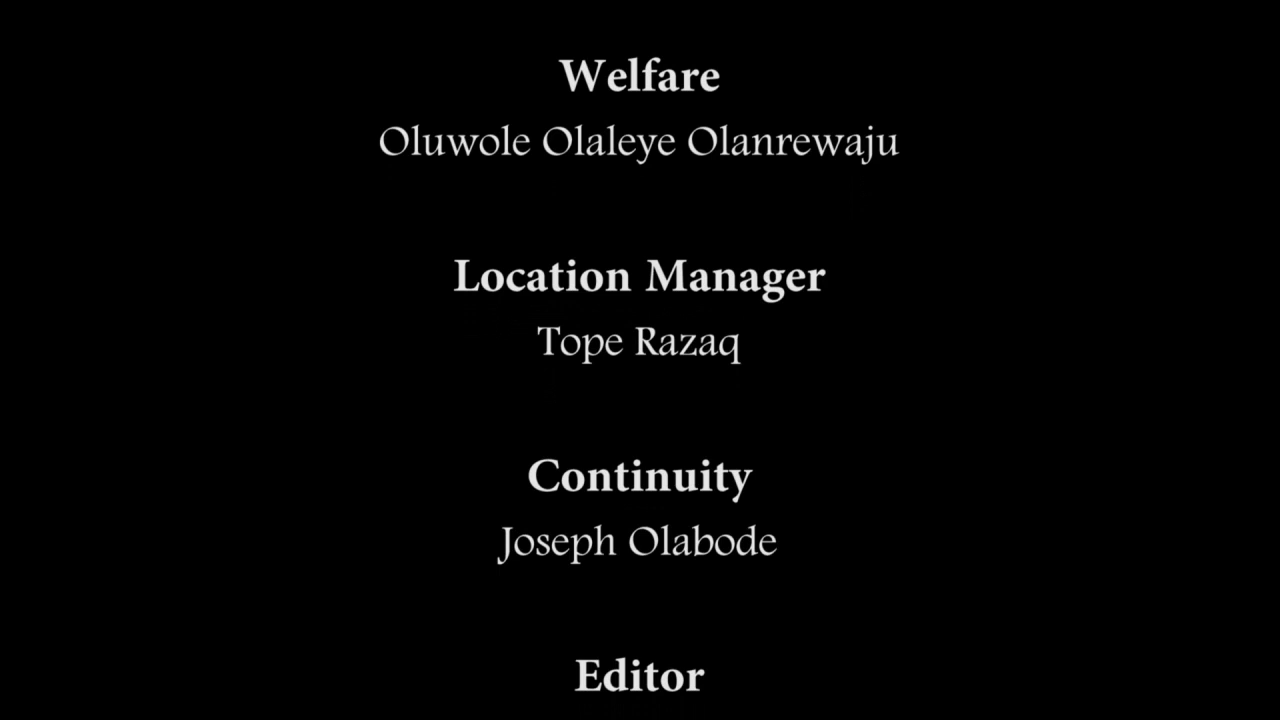 Welfare
Oluwole Olaleye Olanrewaju
Location Manager
Tope Razaq
Continuity
Joseph Olabode
Editor